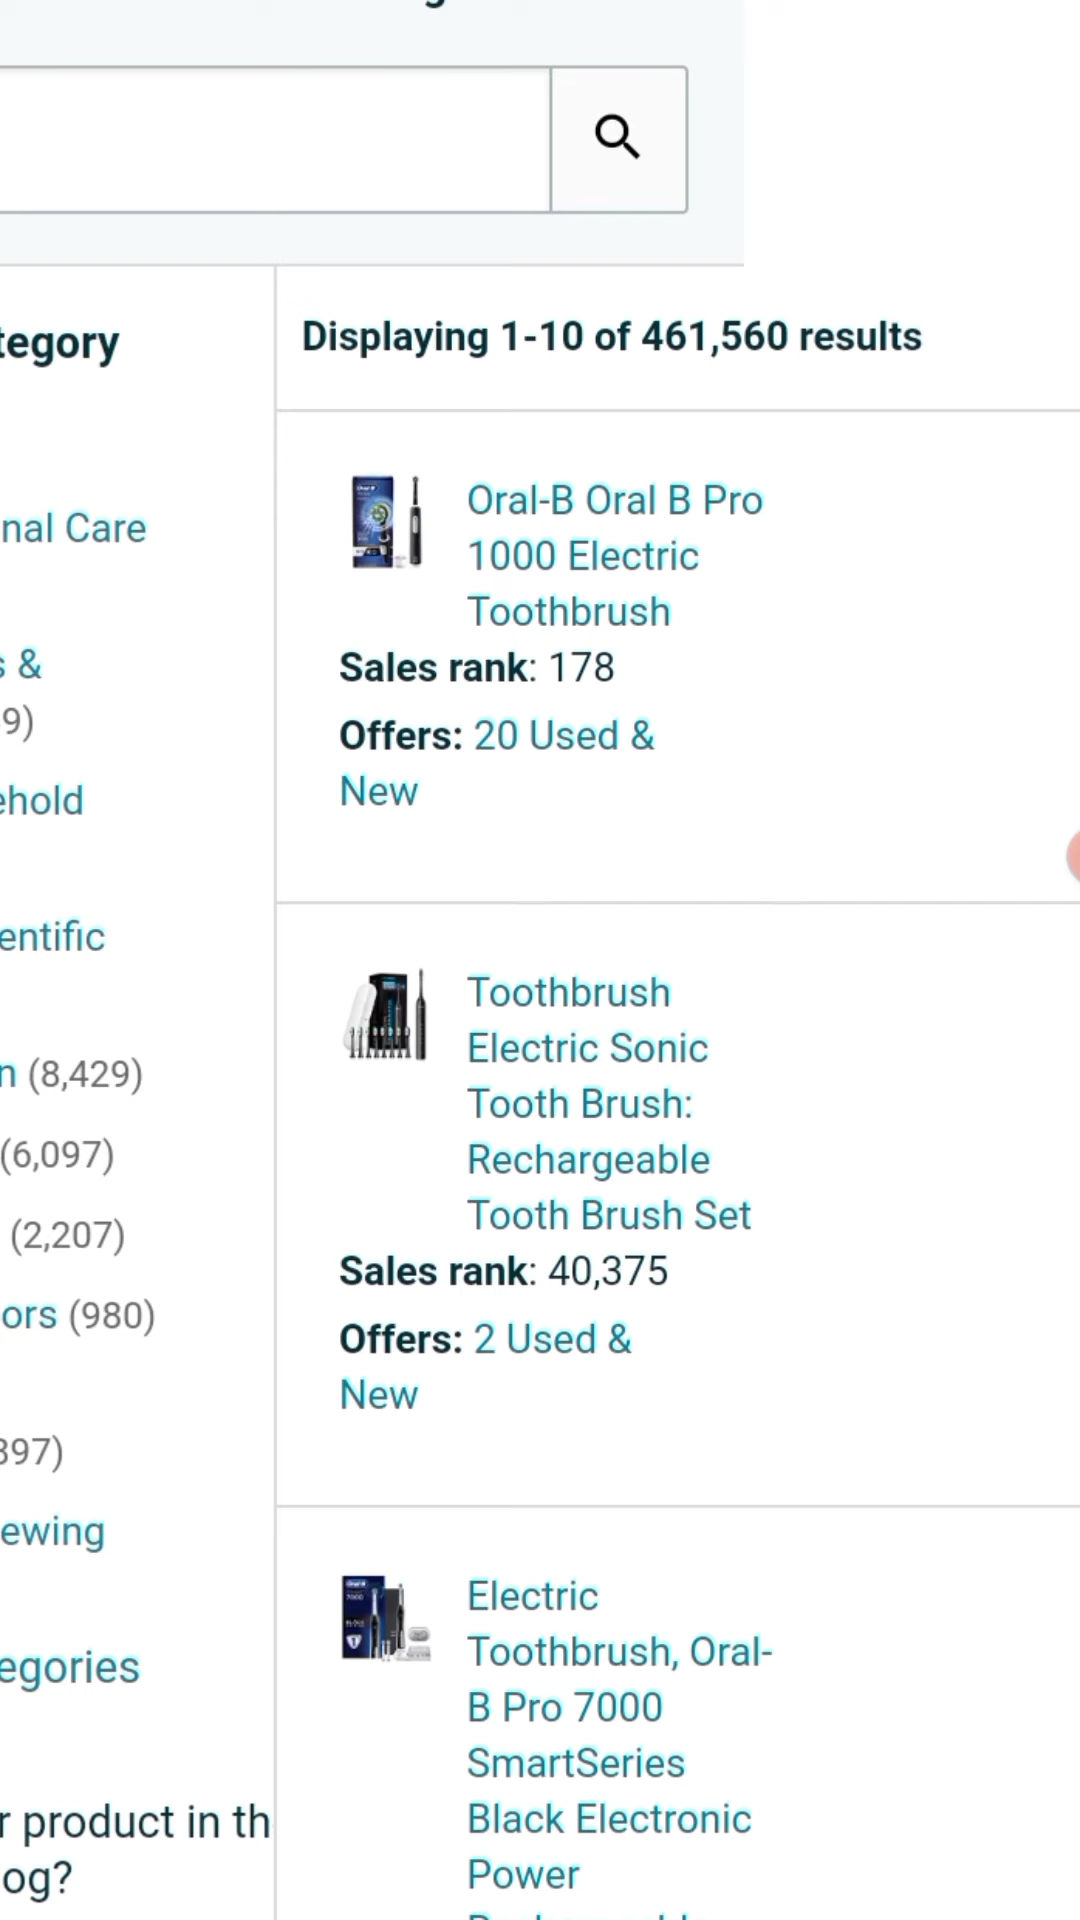 tegory
nal Care
s &
9)
ehold
entific
n (8,429)
(6,097)
(2,207)
ors (980)
397)
ewing
egories
r product in th
og?
Displaying 1-10 of 461,560 results
Oral-B Oral B Pro
1000 Electric
Toothbrush
Sales rank: 178
Offers: 20 Used &
New
Toothbrush
Electric Sonic
Tooth Brush:
Rechargeable
Tooth Brush Set
Sales rank: 40,375
Offers: 2 Used &
New
Electric
Toothbrush, Oral-
B Pro 7000
SmartSeries
Black Electronic
Power